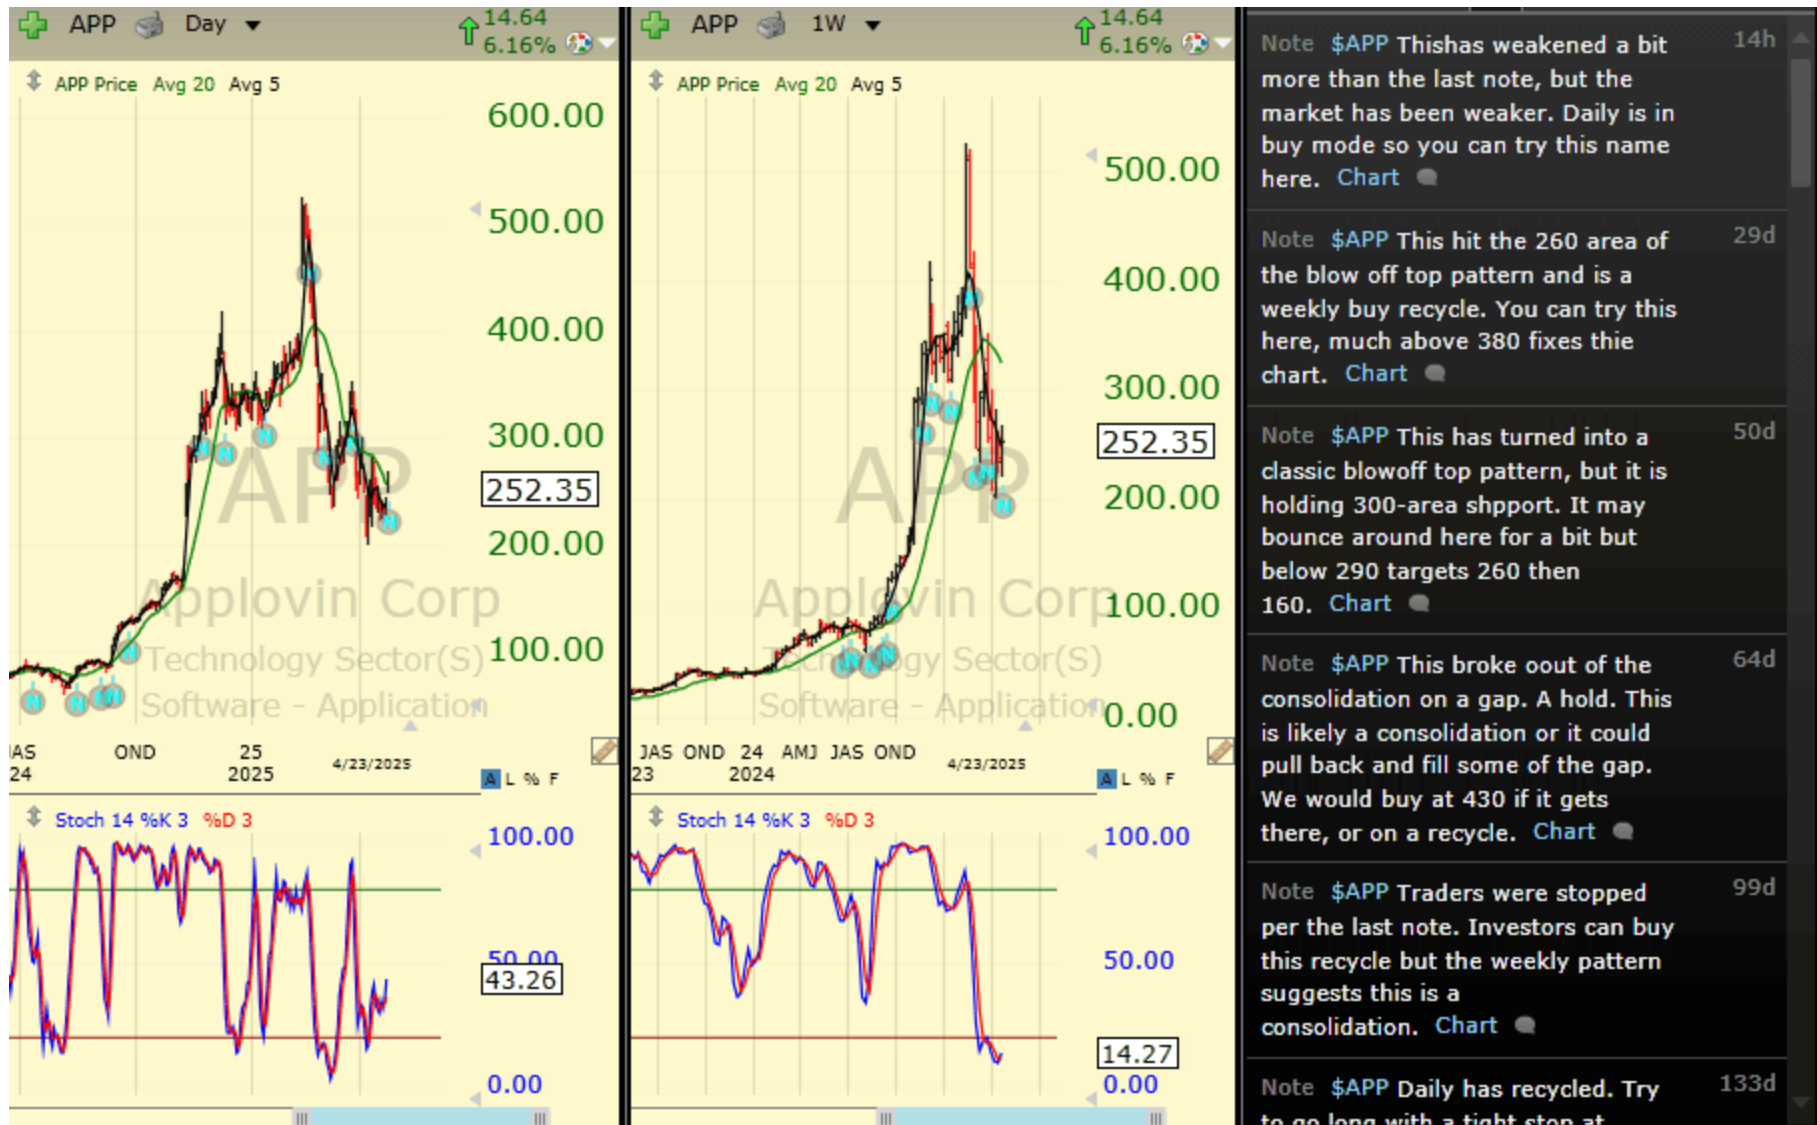 APP Day 14.64
6.16%
APP Price Avg 20 Avg 5
600.00
500.00
400.00
300.00
252.35
200.00
100.00
APP
Applovin Corp
Technology Sector(S)
Software - Application
JAS OND 25
24 2025 4/23/2025
A L % F
Stoch 14 %K 3 %D 3
100.00
50.00
43.26
0.00
APP 1W 14.64
6.16%
APP Price Avg 20 Avg 5
500.00
400.00
300.00
252.35
200.00
100.00
0.00
APP
Applovin Corp
Technology Sector(S)
Software - Application
JAS OND 24 AMJ JAS OND
23 2024 4/23/2025
A L % F
Stoch 14 %K 3 %D 3
100.00
50.00
14.27
0.00
Note $APP Thishas weakened a bit 14h
more than the last note, but the
market has been weaker. Daily is in
buy mode so you can try this name
here. Chart
Note $APP This hit the 260 area of 29d
the blow off top pattern and is a
weekly buy recycle. You can try this
here, much above 380 fixes thie
chart. Chart
Note $APP This has turned into a 50d
classic blowoff top pattern, but it is
holding 300-area shpport. It may
bounce around here for a bit but
below 290 targets 260 then
160. Chart
Note $APP This broke oout of the 64d
consolidation on a gap. A hold. This
is likely a consolidation or it could
pull back and fill some of the gap.
We would buy at 430 if it gets
there, or on a recycle. Chart
Note $APP Traders were stopped 99d
per the last note. Investors can buy
this recycle but the weekly pattern
suggests this is a
consolidation. Chart
Note $APP Daily has recycled. Try 133d
to go long with a tight stop at